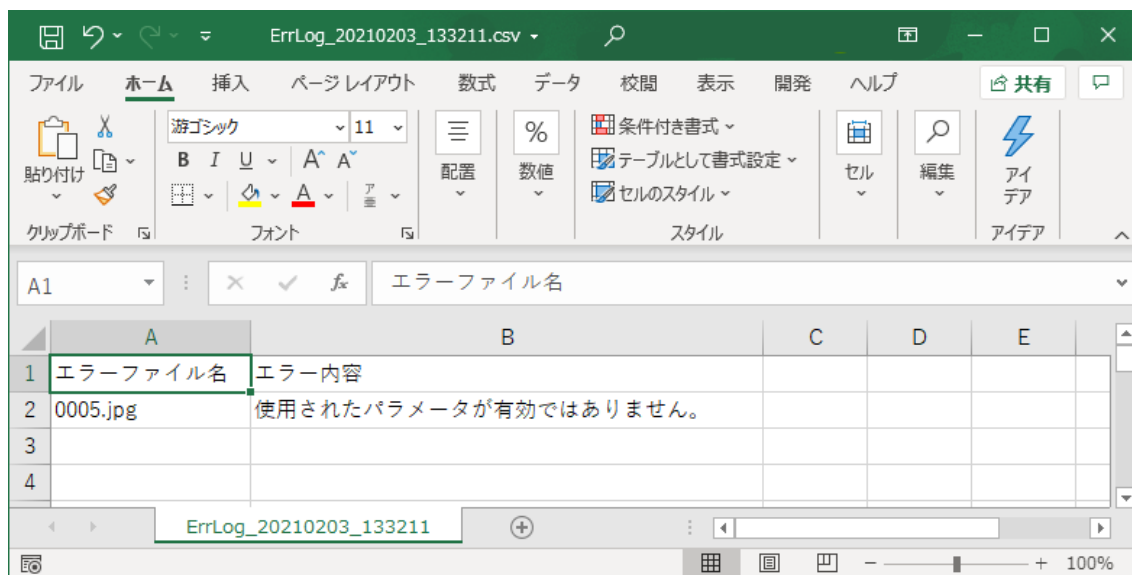 ErrLog_20210203_133211.csv
ファイル ホーム 挿入 ページ レイアウト 数式 データ 校閲 表示 開発 ヘルプ 共有
貼り付け
クリップボード
游ゴシック 11
B I U A A ア亜
フォント
配置
%
数値
条件付き書式
テーブルとして書式設定
セルのスタイル
スタイル
セル
編集
アイデア
アイデア
A1 fx エラーファイル名
A B C D E
1 エラーファイル名 エラー内容
2 0005.jpg 使用されたパラメータが有効ではありません。
3
4
ErrLog_20210203_133211
100%